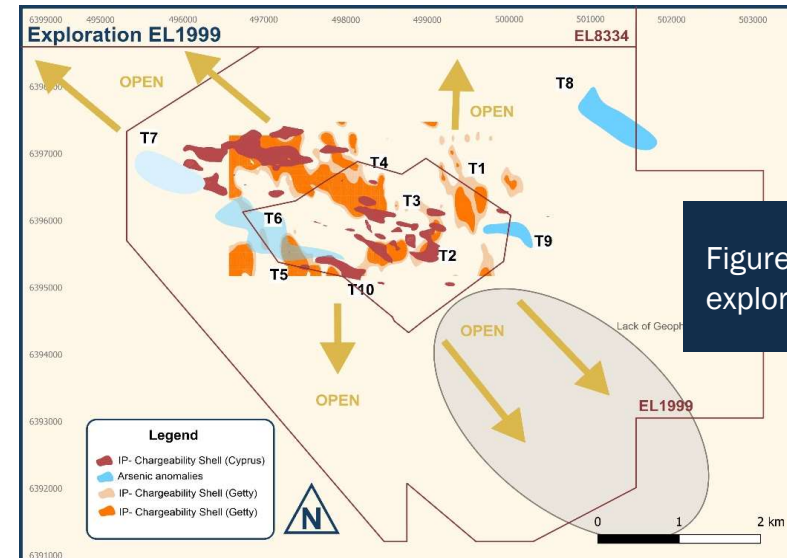 6399000 495000 496000 497000 498000 499000 500000 501000 502000 503000
Exploration EL1999
EL8334
OPEN
T8
OPEN
T7
6397000
T4
T1
T3
6396000
T6
T9
T2
T5
6395000
T10
Figure
explor
OPEN
Lack of Geoph
6394000
OPEN
EL1999
6393000
Legend
IP- Chargeability Shell (Cyprus)
Arsenic anomalies
IP- Chargeability Shell (Getty)
IP- Chargeability Shell (Getty)
6392000
N
0 1 2 km
6391000